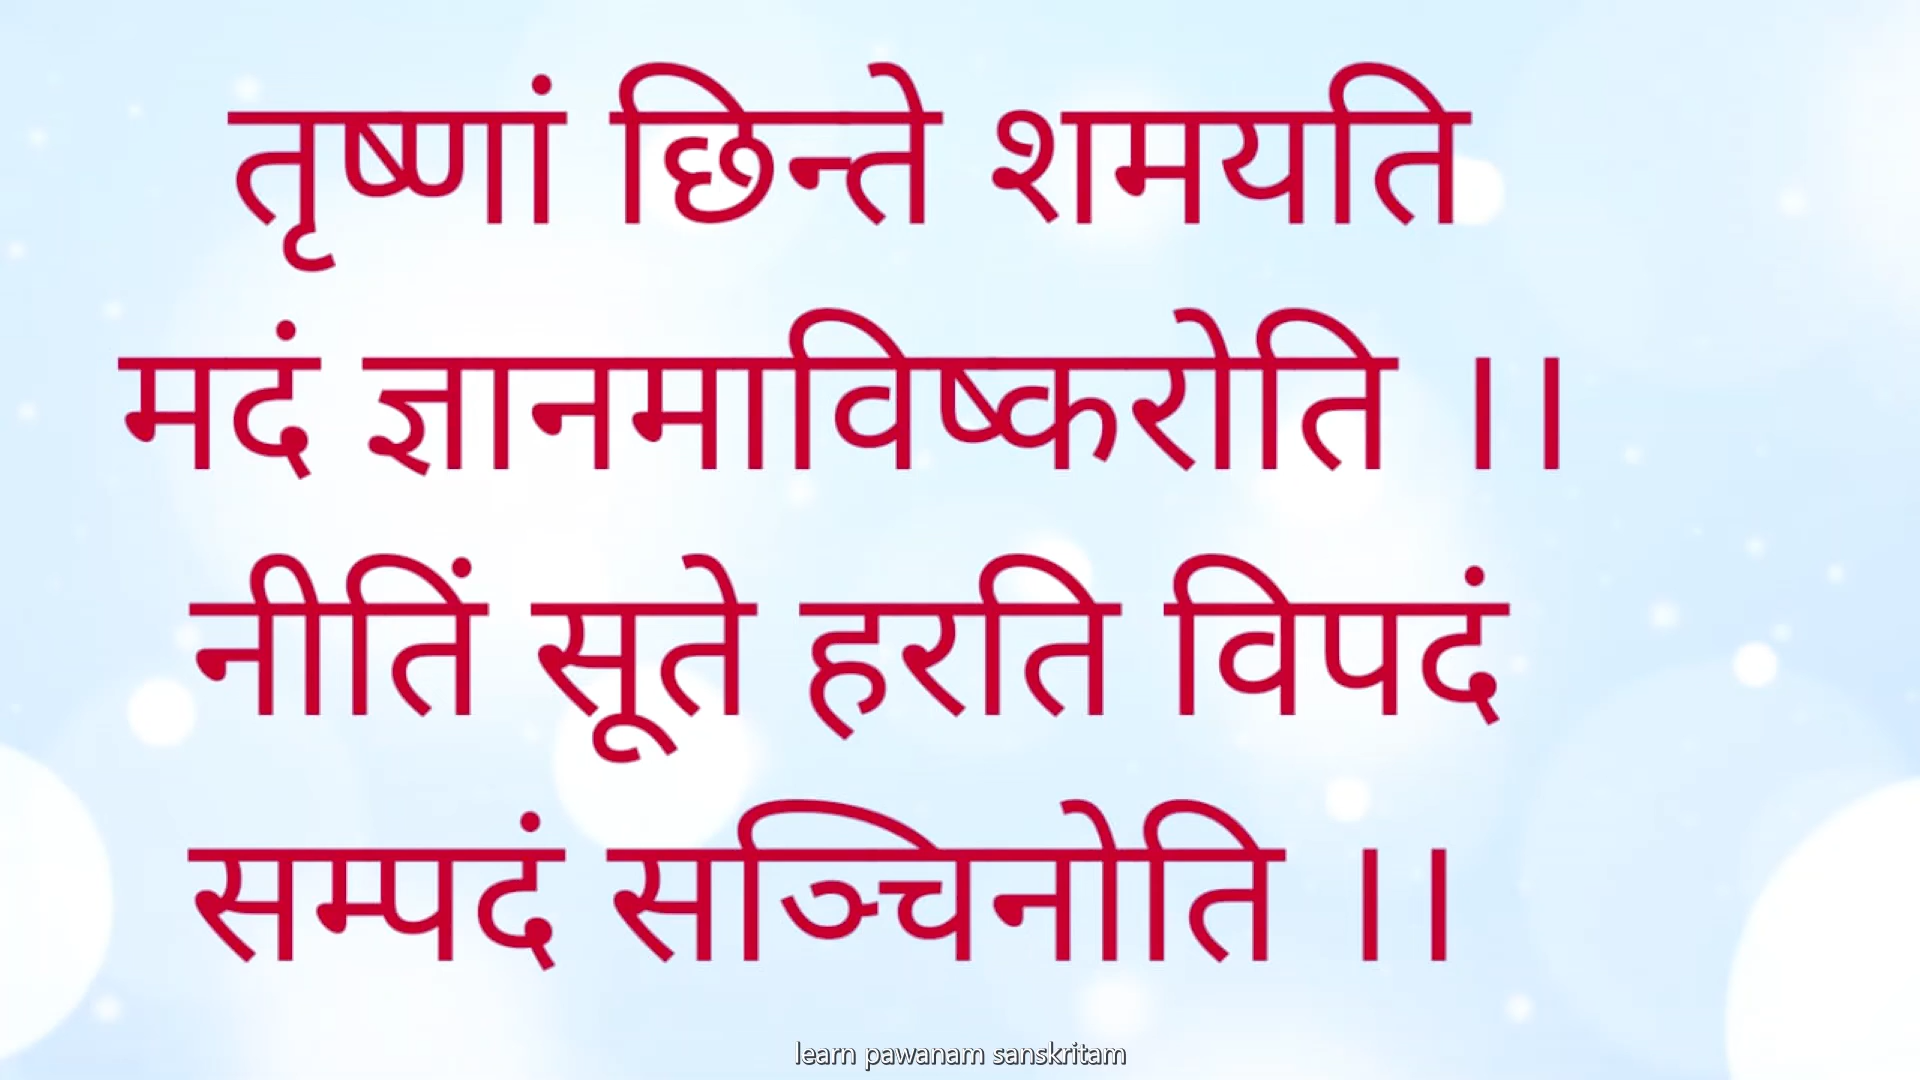 तृष्णां छिन्ते शमयति
मदं ज्ञानमाविष्करोति ।।
नीतिं सूते हरति विपदं
सम्पदं सञ्चिनोति ।।
learn pawanam sanskritam